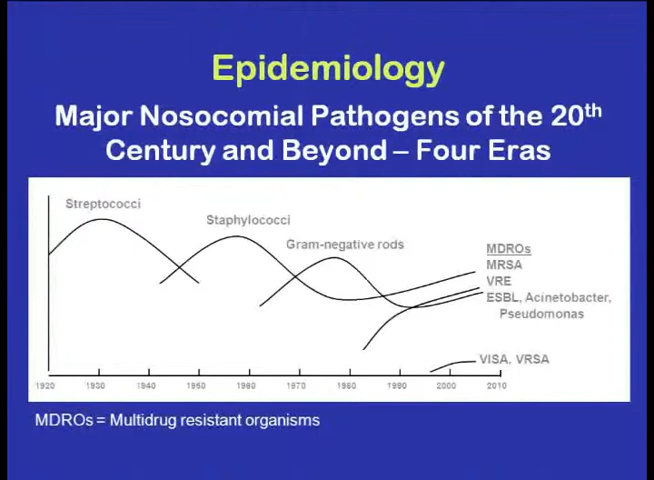 Epidemiology
Major Nosocomial Pathogens of the 20th
Century and Beyond – Four Eras
Streptococci
Staphylococci
Gram-negative rods
MDROs
MRSA
VRE
ESBL, Acinetobacter,
Pseudomonas
VISA, VRSA
1920 1930 1940 1950 1960 1970 1980 1990 2000 2010
MDROs = Multidrug resistant organisms